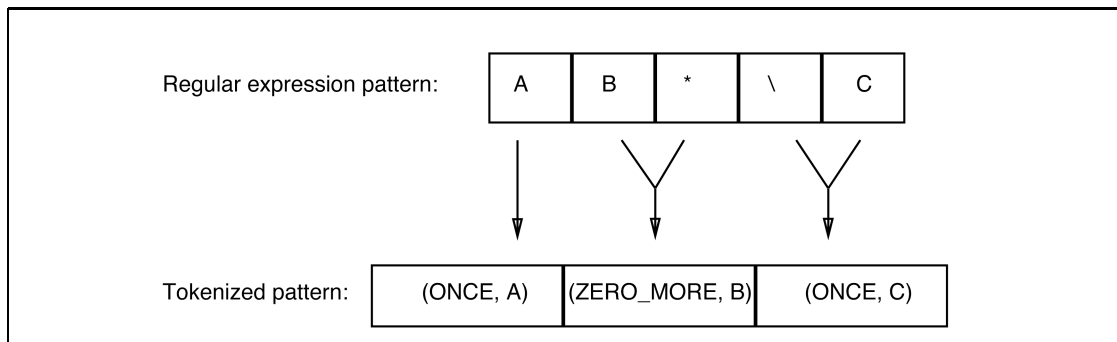 Regular expression pattern: A B * \ C
Tokenized pattern: (ONCE, A) (ZERO_MORE, B) (ONCE, C)